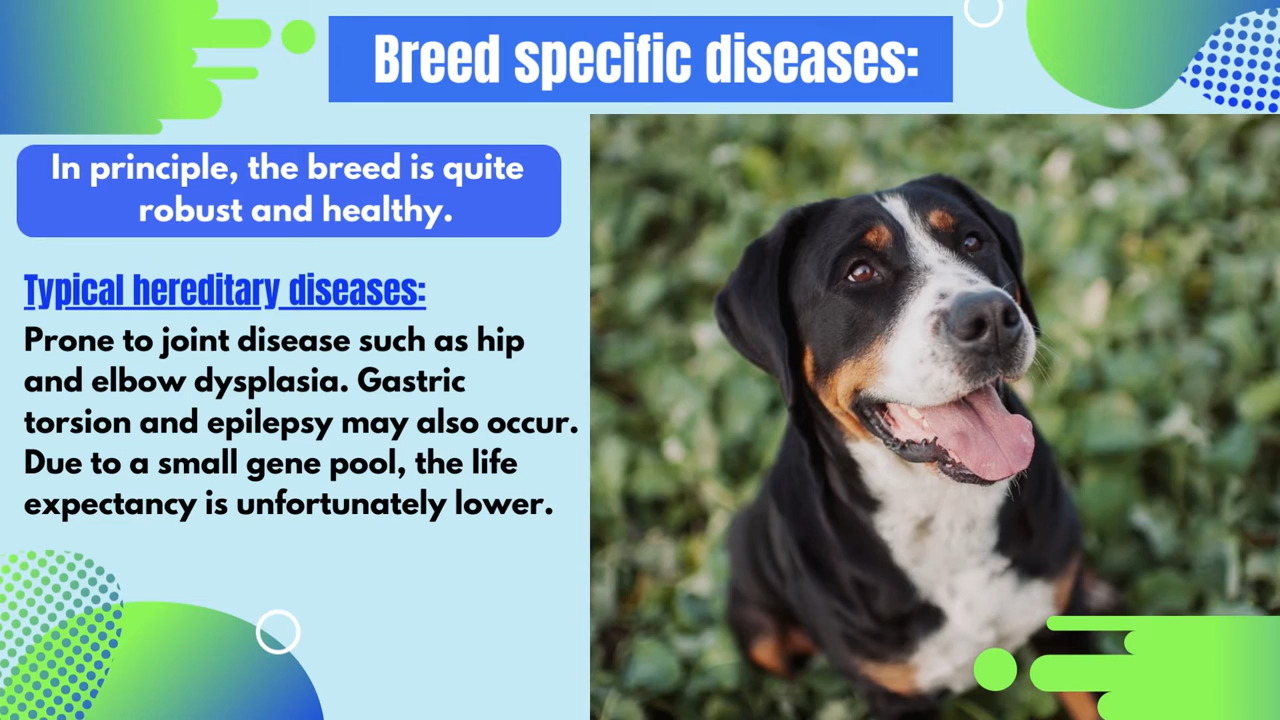 Breed specific diseases:
In principle, the breed is quite
robust and healthy.
Typical hereditary diseases:
Prone to joint disease such as hip
and elbow dysplasia. Gastric
torsion and epilepsy may also occur.
Due to a small gene pool, the life
expectancy is unfortunately lower.